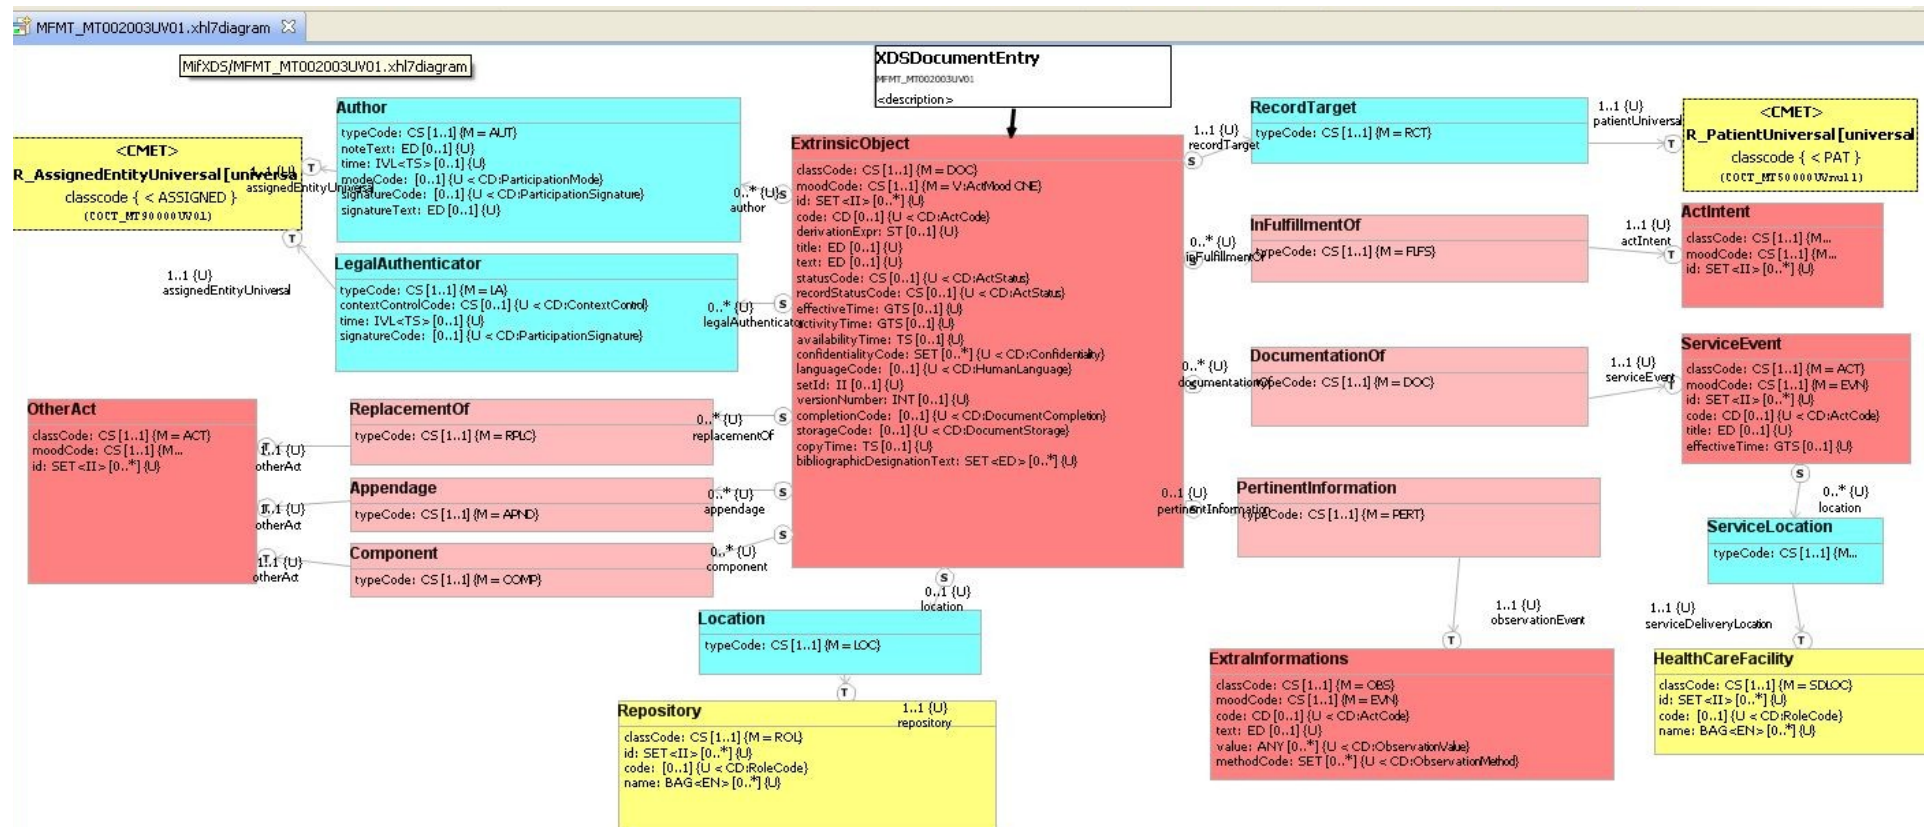 MFMT_MT002003UV01.xhl7diagram
MifXDS/MFMT_MT002003UV01.xhl7diagram
XDSDocumentEntry
MFMT_MT002003UV01
<description>
Author
typeCode: CS [1..1] {M = AUT}
noteText: ED [0..1] {U}
time: IVL<TS> [0..1] {U}
modeCode: [0..1] {U < CD:ParticipationMode}
signatureCode: [0..1] {U < CD:ParticipationSignature}
signatureText: ED [0..1] {U}
<CMET>
R_AssignedEntityUniversal [universa
classcode { < ASSIGNED }
(COCT_MT90000UV01)
1..1 {U}
assignedEntityUniversal
0..* {U}
author
LegalAuthenticator
typeCode: CS [1..1] {M = LA}
contextControlCode: CS [0..1] {U < CD:ContextControl}
time: IVL<TS> [0..1] {U}
signatureCode: [0..1] {U < CD:ParticipationSignature}
T
T
1..1 {U}
assignedEntityUniversal
0..* {U}
legalAuthenticator
S
S
ExtrinsicObject
classCode: CS [1..1] {M = DOC}
moodCode: CS [1..1] {M = V:ActMood CNE}
id: SET<II> [0..*] {U}
code: CD [0..1] {U < CD:ActCode}
derivationExpr: ST [0..1] {U}
title: ED [0..1] {U}
text: ED [0..1] {U}
statusCode: CS [0..1] {U < CD:ActStatus}
recordStatusCode: CS [0..1] {U < CD:ActStatus}
effectiveTime: GTS [0..1] {U}
activityTime: GTS [0..1] {U}
availabilityTime: TS [0..1] {U}
confidentialityCode: SET [0..*] {U < CD:Confidentiality}
languageCode: [0..1] {U < CD:HumanLanguage}
setId: II [0..1] {U}
versionNumber: INT [0..1] {U}
completionCode: [0..1] {U < CD:DocumentCompletion}
storageCode: [0..1] {U < CD:DocumentStorage}
copyTime: TS [0..1] {U}
bibliographicDesignationText: SET<ED> [0..*] {U}
RecordTarget
typeCode: CS [1..1] {M = RCT}
1..1 {U}
recordTarget
S
1..1 {U}
patientUniversal
T
<CMET>
R_PatientUniversal [universal
classcode { < PAT }
(COCT_MT50000UVnull)
InFulfillmentOf
typeCode: CS [1..1] {M = FLFS}
0..* {U}
inFulfillmentOf
S
1..1 {U}
actIntent
T
ActIntent
classCode: CS [1..1] {M...
moodCode: CS [1..1] {M...
id: SET<II> [0..*] {U}
DocumentationOf
typeCode: CS [1..1] {M = DOC}
0..* {U}
documentationOf
S
1..1 {U}
serviceEvent
T
ServiceEvent
classCode: CS [1..1] {M = ACT}
moodCode: CS [1..1] {M = EVN}
id: SET<II> [0..*] {U}
code: CD [0..1] {U < CD:ActCode}
title: ED [0..1] {U}
effectiveTime: GTS [0..1] {U}
OtherAct
classCode: CS [1..1] {M = ACT}
moodCode: CS [1..1] {M...
id: SET<II> [0..*] {U}
ReplacementOf
typeCode: CS [1..1] {M = RPLC}
T
1..1 {U}
otherAct
0..* {U}
replacementOf
S
Appendage
typeCode: CS [1..1] {M = APND}
T
1..1 {U}
otherAct
0..* {U}
appendage
S
Component
typeCode: CS [1..1] {M = COMP}
T
1..1 {U}
otherAct
0..* {U}
component
S
PertinentInformation
typeCode: CS [1..1] {M = PERT}
0..1 {U}
pertinentInformation
S
S
0..* {U}
location
ServiceLocation
typeCode: CS [1..1] {M...
S
0..1 {U}
location
Location
typeCode: CS [1..1] {M = LOC}
T
1..1 {U}
repository
Repository
classCode: CS [1..1] {M = ROL}
id: SET<II> [0..*] {U}
code: [0..1] {U < CD:RoleCode}
name: BAG<EN> [0..*] {U}
1..1 {U}
observationEvent
T
ExtraInformations
classCode: CS [1..1] {M = OBS}
moodCode: CS [1..1] {M = EVN}
code: CD [0..1] {U < CD:ActCode}
text: ED [0..1] {U}
value: ANY [0..*] {U < CD:ObservationValue}
methodCode: SET [0..*] {U < CD:ObservationMethod}
1..1 {U}
serviceDeliveryLocation
T
HealthCareFacility
classCode: CS [1..1] {M = SDLOC}
id: SET<II> [0..*] {U}
code: [0..1] {U < CD:RoleCode}
name: BAG<EN> [0..*] {U}